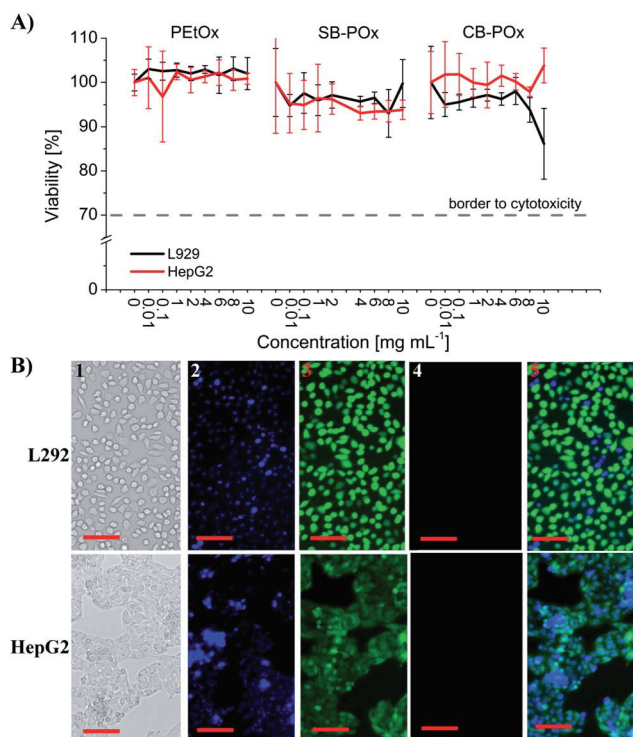 A)
PEtOx SB-POx CB-POx
110
100
90
80
70
0
Viability [%]
border to cytotoxicity
L929
HepG2
0 0.01 0.1 1 2 4 6 8 10 0 0.01 0.1 1 2 4 6 8 10 0 0.01 0.1 1 2 4 6 8 10
Concentration [mg mL⁻¹]
B)
1 2 3 4 5
L292
HepG2